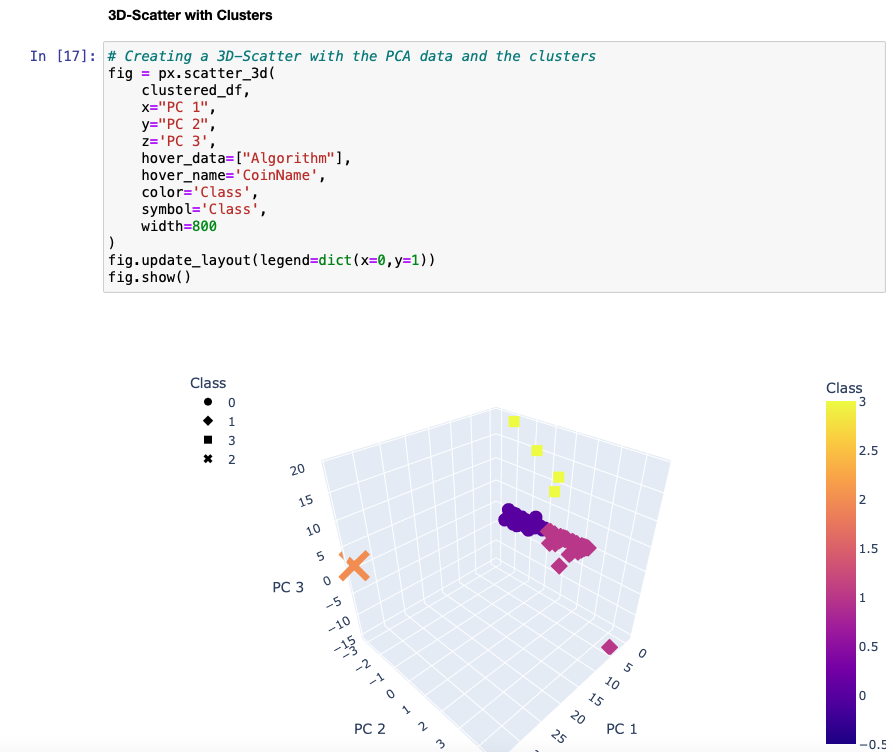 3D-Scatter with Clusters
In [17]: # Creating a 3D-Scatter with the PCA data and the clusters
fig = px.scatter_3d(
    clustered_df,
    x="PC 1",
    y="PC 2",
    z='PC 3',
    hover_data=["Algorithm"],
    hover_name='CoinName',
    color='Class',
    symbol='Class',
    width=800
)
fig.update_layout(legend=dict(x=0,y=1))
fig.show()
Class
0
1
3
2
20
15
10
5
0
−5
−10
−15
PC 3
−3
−2
−1
0
1
2
3
PC 2
0
5
10
15
20
25
PC 1
Class
3
2.5
2
1.5
1
0.5
0
−0.5